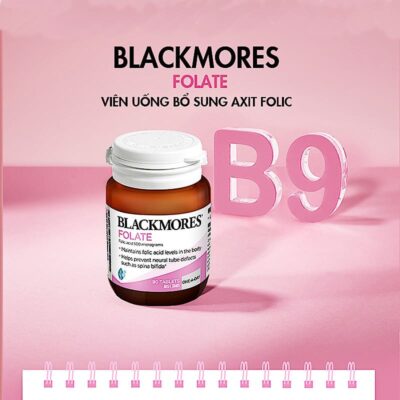 BLACKMORES
FOLATE
VIÊN UỐNG BỔ SUNG AXIT FOLIC
B9
BLACKMORES®
FOLATE
Folic acid 500 micrograms
• Maintains folic acid levels in the body
• Helps prevent neural tube defects
such as spina bifida*
90 TABLETS
ONE-A-DAY